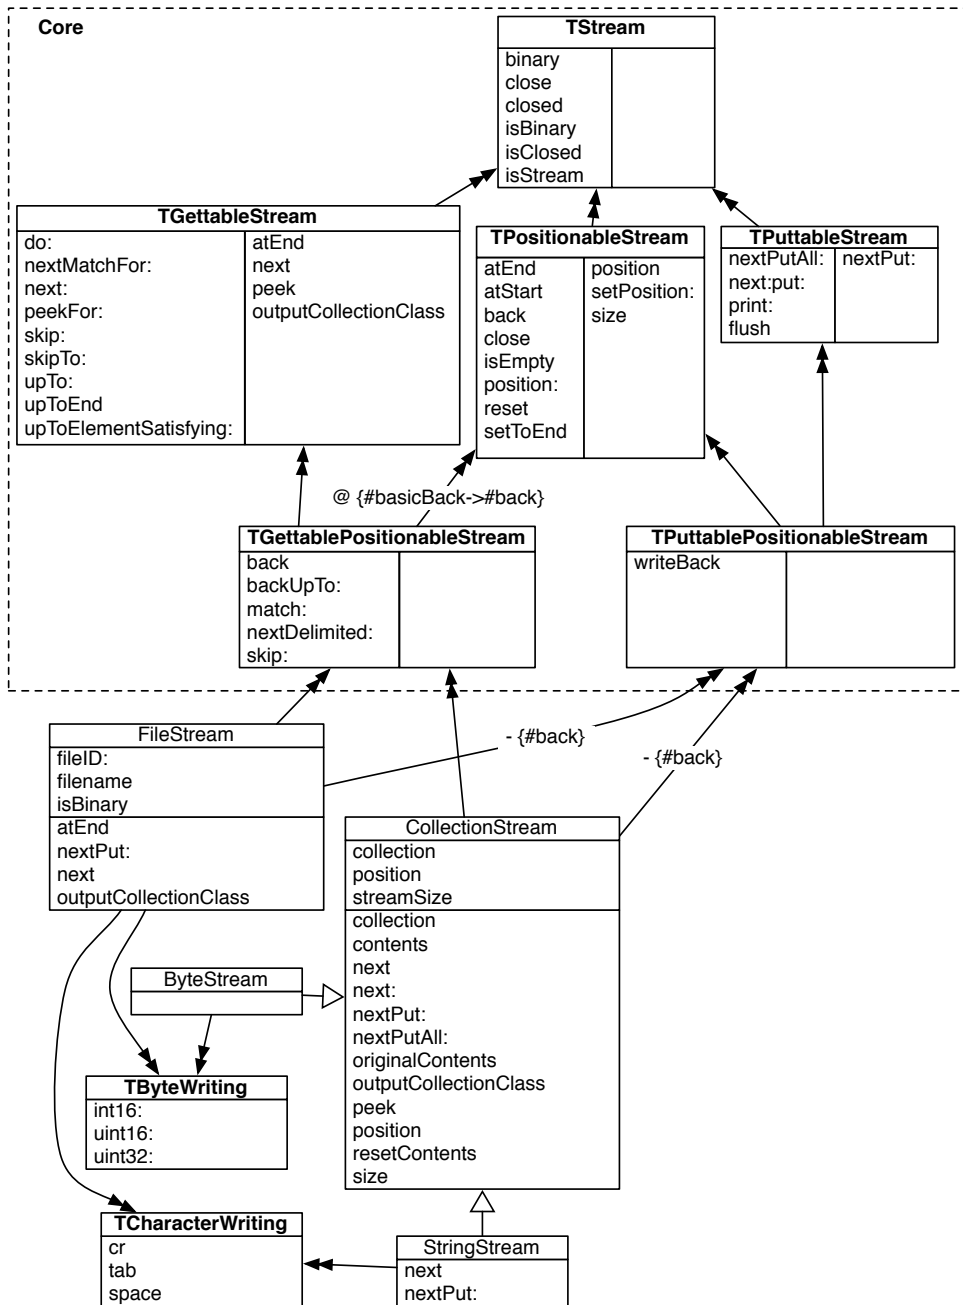 Core
TStream
binary
close
closed
isBinary
isClosed
isStream
TGettableStream
do:
nextMatchFor:
next:
peekFor:
skip:
skipTo:
upTo:
upToEnd
upToElementSatisfying:
atEnd
next
peek
outputCollectionClass
TPositionableStream
atEnd
atStart
back
close
isEmpty
position:
reset
setToEnd
position
setPosition:
size
TPuttableStream
nextPutAll:
next:put:
print:
flush
nextPut:
@ {#basicBack->#back}
TGettablePositionableStream
back
backUpTo:
match:
nextDelimited:
skip:
TPuttablePositionableStream
writeBack
- {#back}
- {#back}
FileStream
fileID:
filename
isBinary
atEnd
nextPut:
next
outputCollectionClass
CollectionStream
collection
position
streamSize
collection
contents
next
next:
nextPut:
nextPutAll:
originalContents
outputCollectionClass
peek
position
resetContents
size
ByteStream
TByteWriting
int16:
uint16:
uint32:
TCharacterWriting
cr
tab
space
StringStream
next
nextPut: